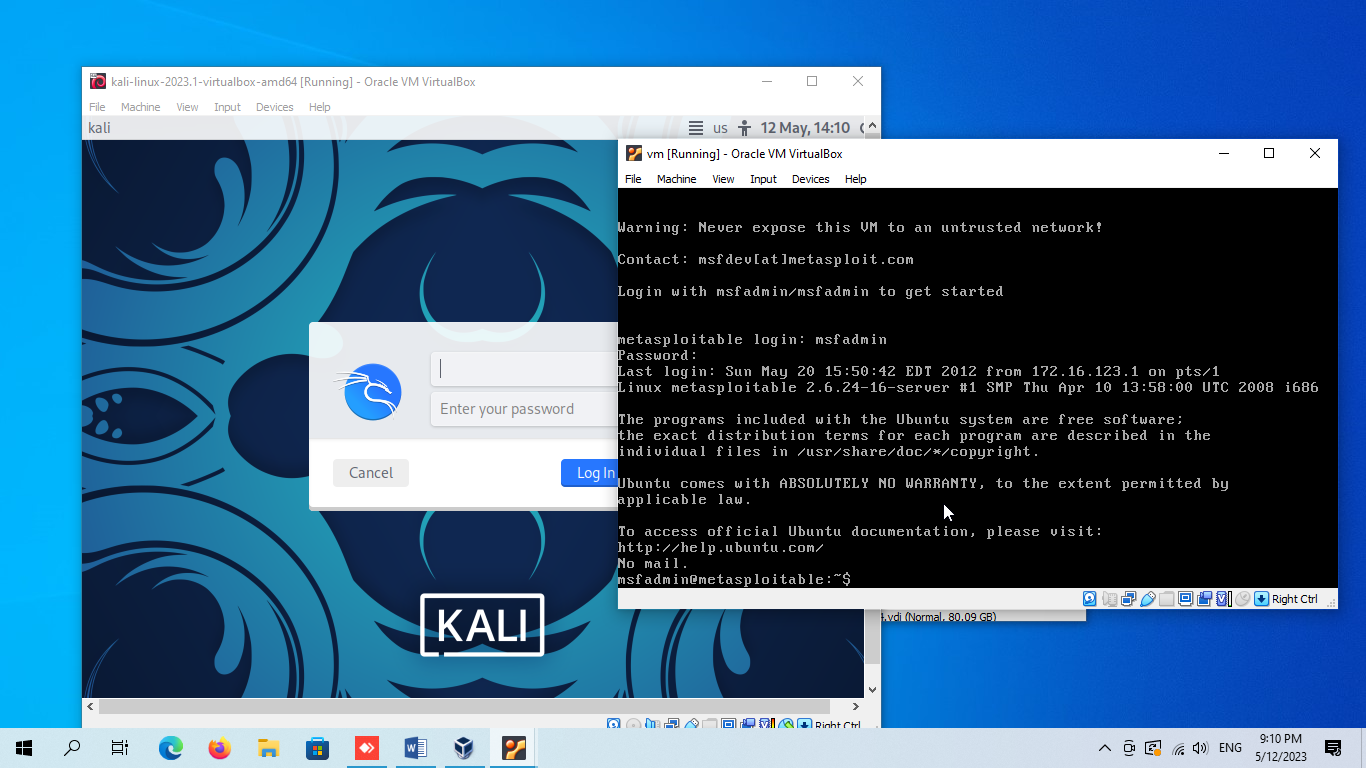 kali-linux-2023.1-virtualbox-amd64 [Running] - Oracle VM VirtualBox
File Machine View Input Devices Help
kali us 12 May, 14:10
Enter your password
Cancel Log In
KALI
Right Ctrl
vm [Running] - Oracle VM VirtualBox
File Machine View Input Devices Help
Warning: Never expose this VM to an untrusted network!
Contact: msfdev[at]metasploit.com
Login with msfadmin/msfadmin to get started
metasploitable login: msfadmin
Password:
Last login: Sun May 20 15:50:42 EDT 2012 from 172.16.123.1 on pts/1
Linux metasploitable 2.6.24-16-server #1 SMP Thu Apr 10 13:58:00 UTC 2008 i686
The programs included with the Ubuntu system are free software;
the exact distribution terms for each program are described in the
individual files in /usr/share/doc/*/copyright.
Ubuntu comes with ABSOLUTELY NO WARRANTY, to the extent permitted by
applicable law.
To access official Ubuntu documentation, please visit:
http://help.ubuntu.com/
No mail.
msfadmin@metasploitable:~$
Right Ctrl
.vdi (Normal, 80.09 GB)
ENG
9:10 PM
5/12/2023